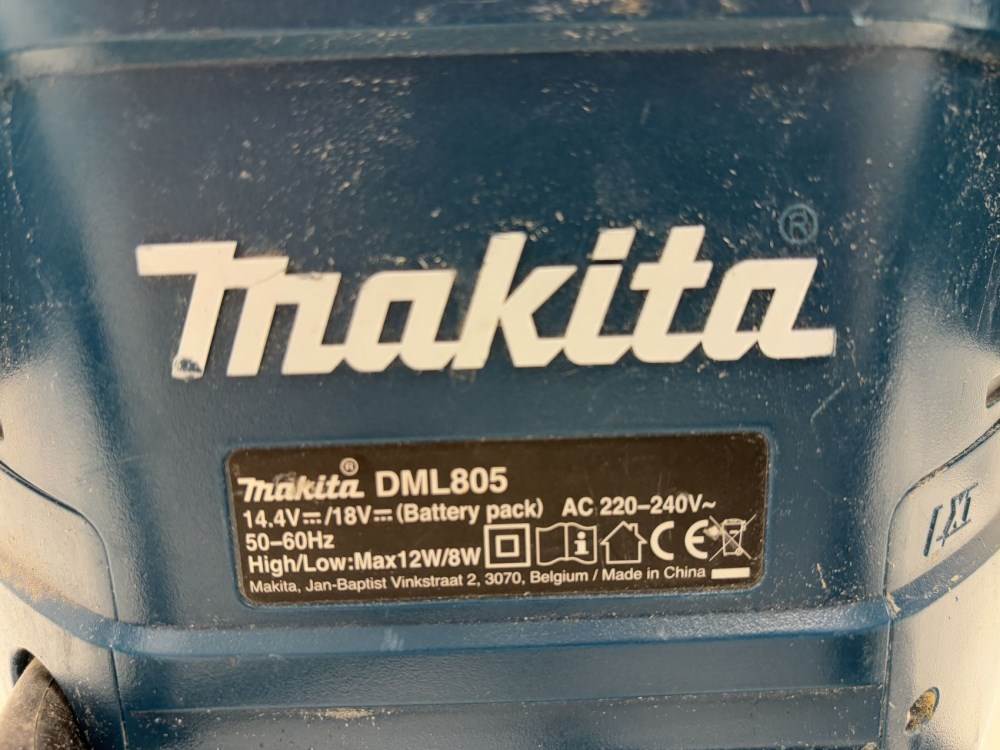 makita®
makita® DML805
14.4V⎓/18V⎓(Battery pack) AC 220–240V~
50–60Hz
High/Low:Max12W/8W
Makita, Jan-Baptist Vinkstraat 2, 3070, Belgium / Made in China
LXT